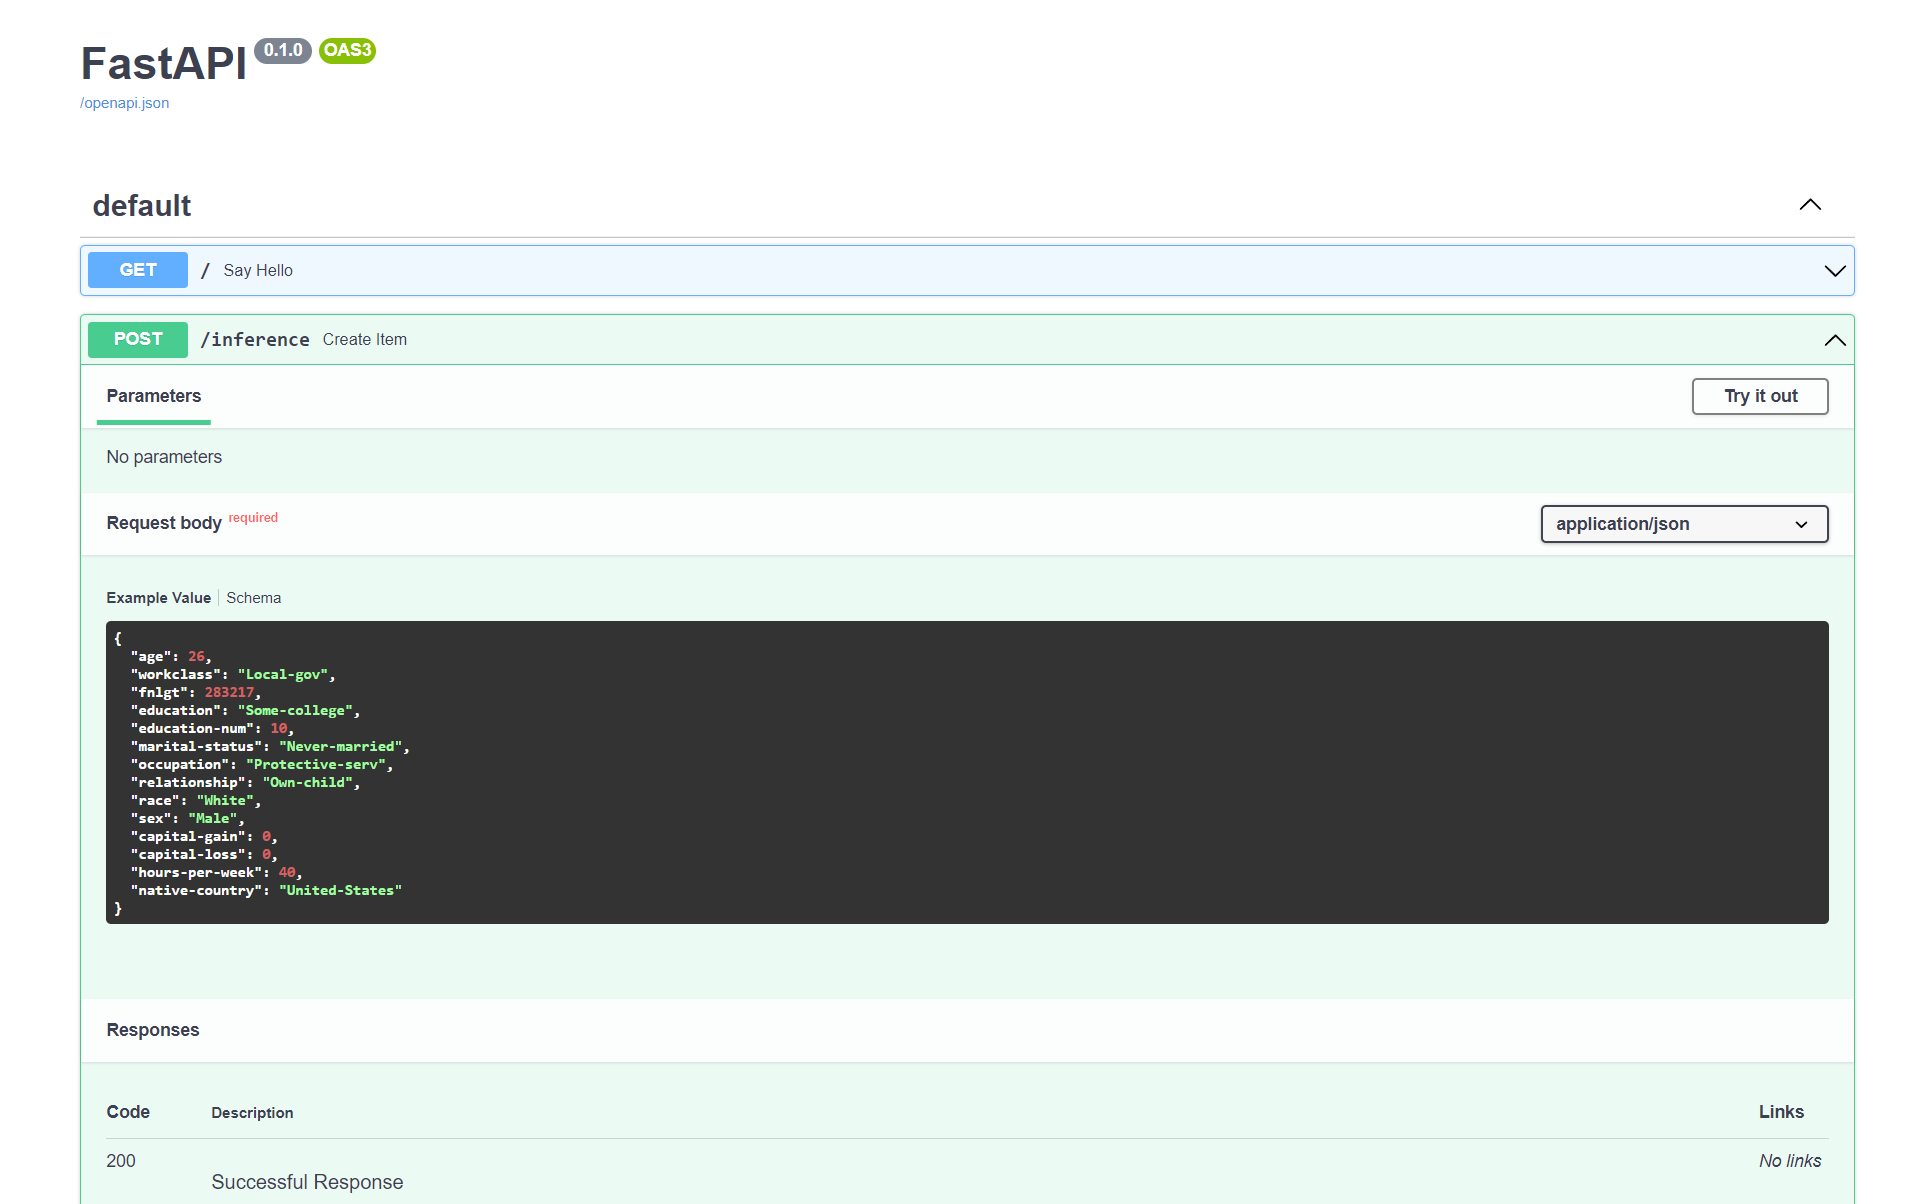 FastAPI 0.1.0 OAS3
/openapi.json
default
GET / Say Hello
POST /inference Create Item
Parameters Try it out
No parameters
Request body required application/json
Example Value Schema
{
"age": 26,
"workclass": "Local-gov",
"fnlgt": 283217,
"education": "Some-college",
"education-num": 10,
"marital-status": "Never-married",
"occupation": "Protective-serv",
"relationship": "Own-child",
"race": "White",
"sex": "Male",
"capital-gain": 0,
"capital-loss": 0,
"hours-per-week": 40,
"native-country": "United-States"
}
Responses
Code Description Links
200 No links
Successful Response